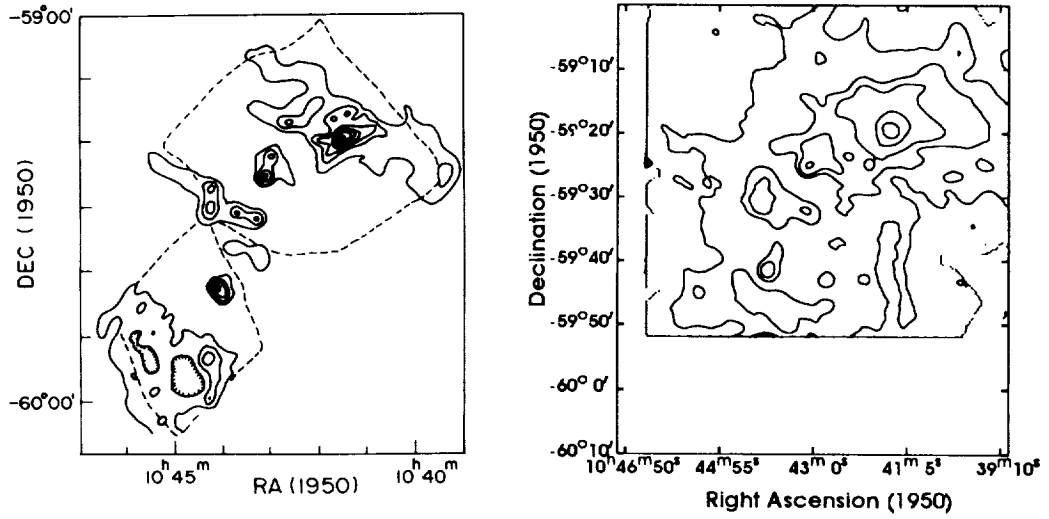 -59°00'
-60°00'
DEC (1950)
10ʰ45ᵐ
10ʰ40ᵐ
RA (1950)
-59°10'
-59°20'
-59°30'
-59°40'
-59°50'
-60° 0'
-60°10'
Declination (1950)
10ʰ46ᵐ50ˢ
44ᵐ55ˢ
43ᵐ 0ˢ
41ᵐ 5ˢ
39ᵐ10ˢ
Right Ascension (1950)